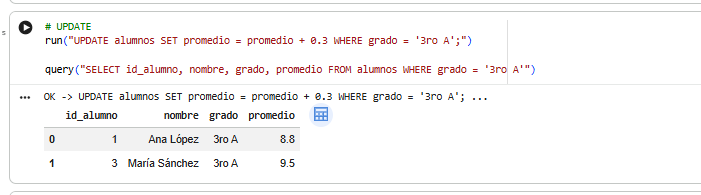 # UPDATE
run("UPDATE alumnos SET promedio = promedio + 0.3 WHERE grado = '3ro A';")
s
query("SELECT id_alumno, nombre, grado, promedio FROM alumnos WHERE grado = '3ro A'")
... OK -> UPDATE alumnos SET promedio = promedio + 0.3 WHERE grado = '3ro A'; ...
id_alumno nombre grado promedio
0 1 Ana López 3ro A 8.8
1 3 María Sánchez 3ro A 9.5